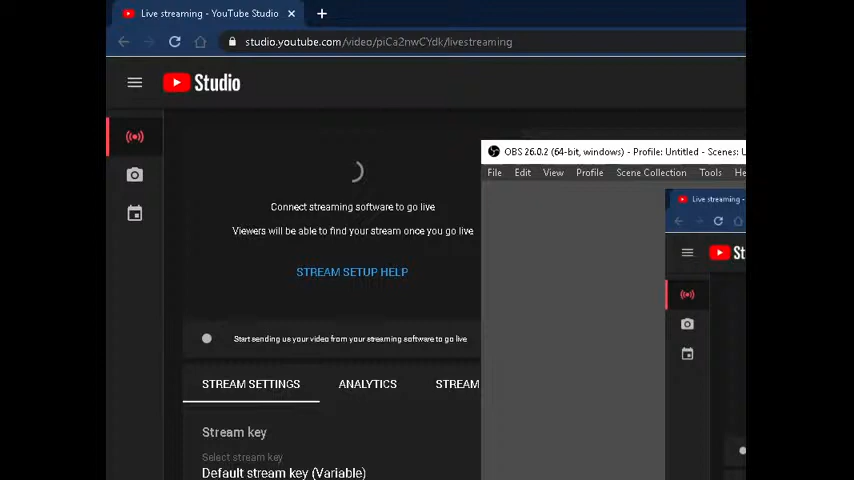 Live streaming - YouTube Studio
studio.youtube.com/video/piCa2nwCYdk/livestreaming
Studio
OBS 26.0.2 (64-bit, windows) - Profile: Untitled - Scenes: U
File Edit View Profile Scene Collection Tools He
Live streaming -
St
Connect streaming software to go live
Viewers will be able to find your stream once you go live
STREAM SETUP HELP
Start sending us your video from your streaming software to go live
STREAM SETTINGS ANALYTICS STREAM
Stream key
Select stream key
Default stream key (Variable)